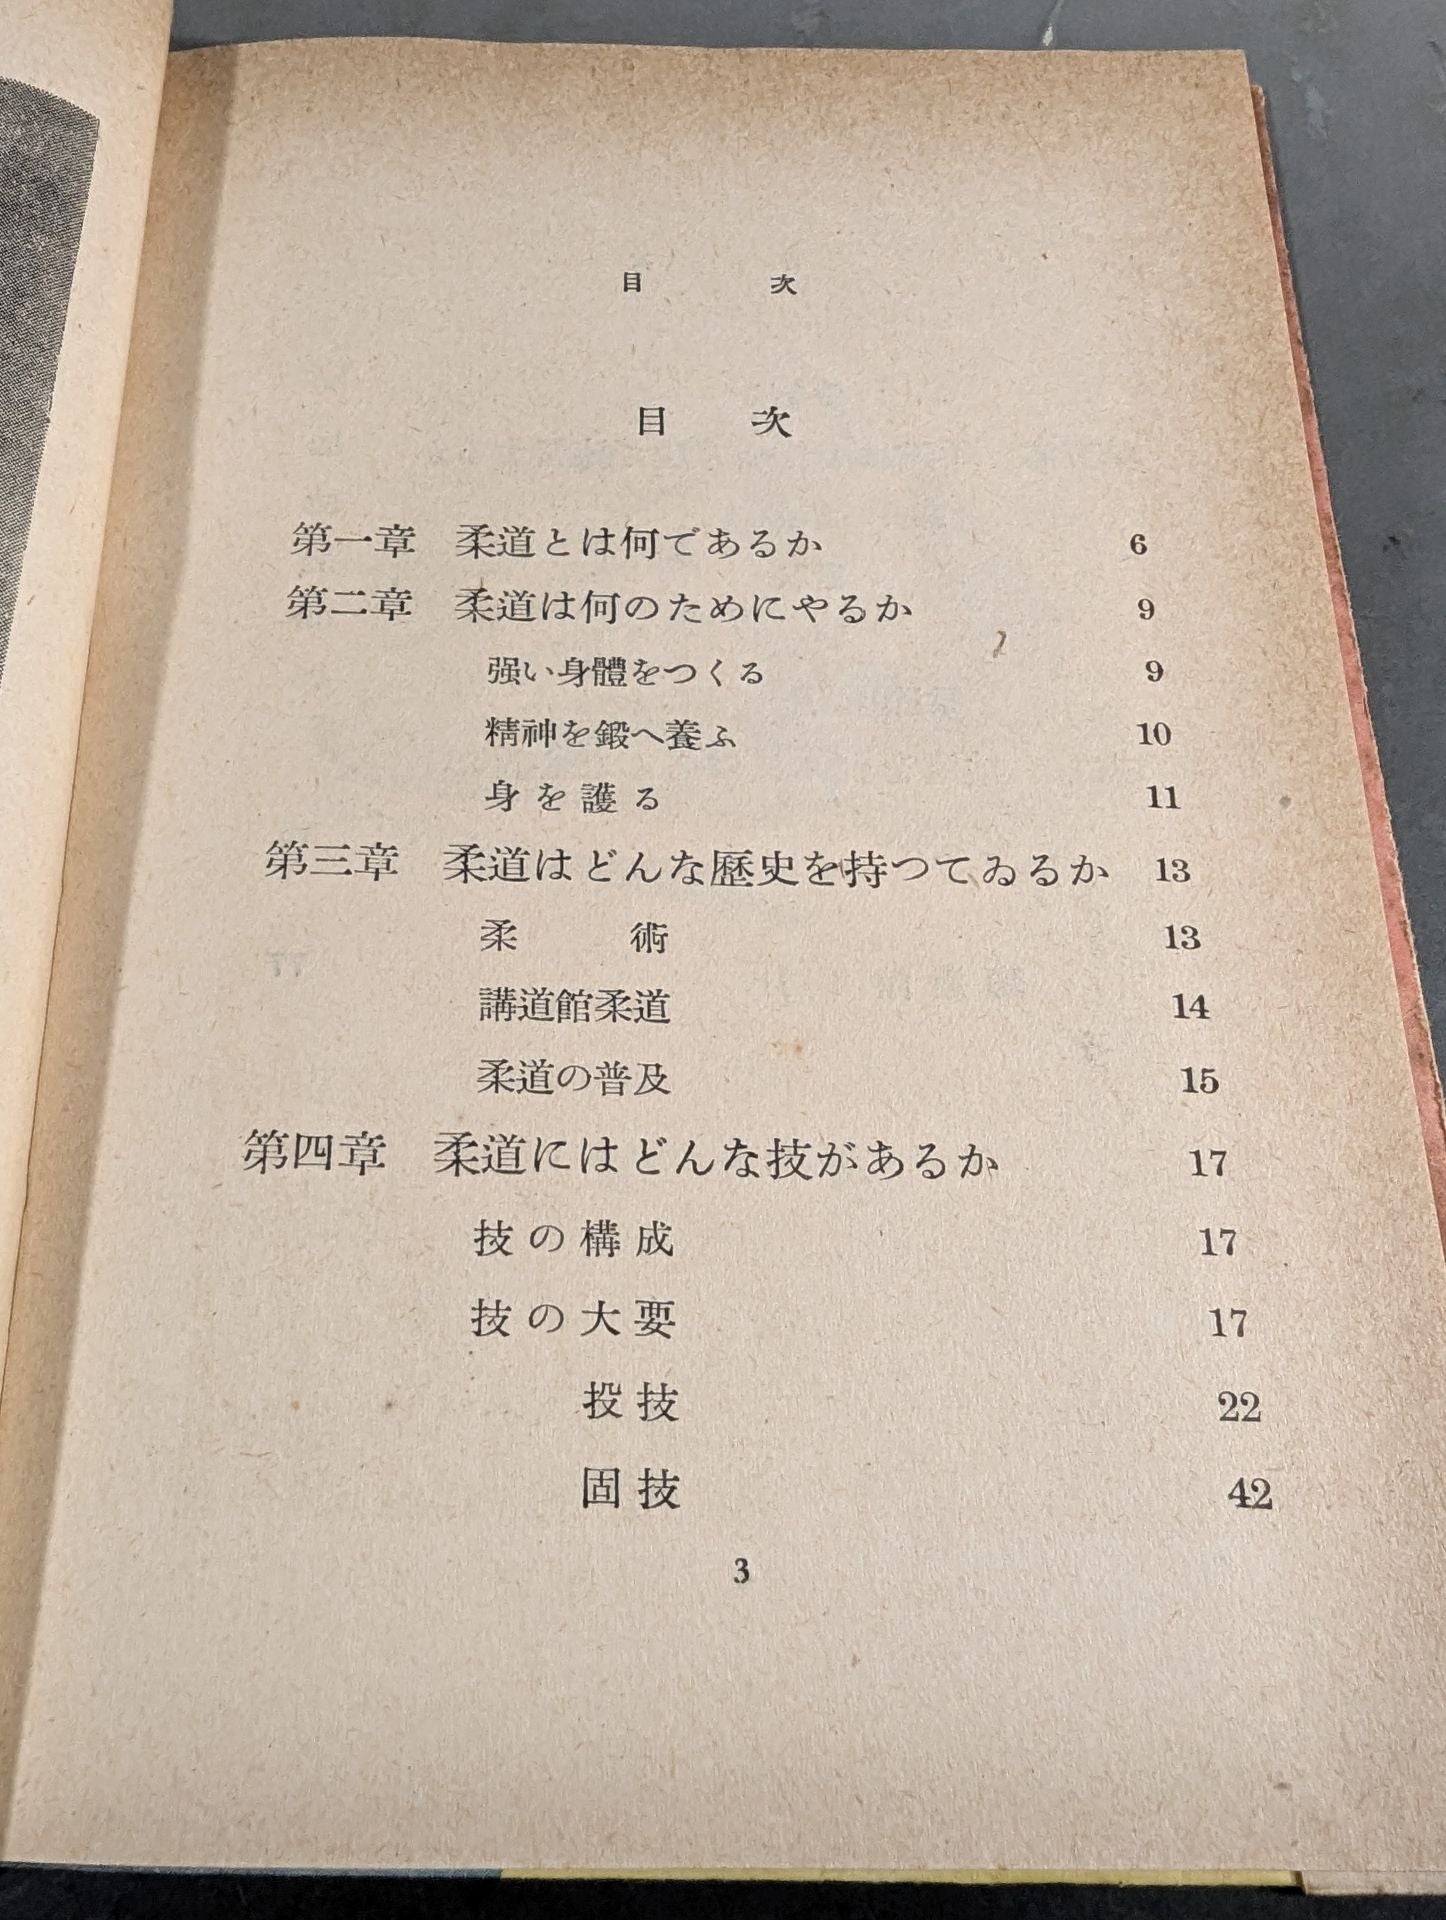 目 次
目 次
第一章 柔道とは何であるか 6
第二章 柔道は何のためにやるか 9
强い身體をつくる 9
精神を鍛へ養ふ 10
身を護る 11
第三章 柔道はどんな歷史を持つてゐるか 13
柔術 13
講道館柔道 14
柔道の普及 15
第四章 柔道にはどんな技があるか 17
技の構成 17
技の大要 17
投技 22
固技 42
3